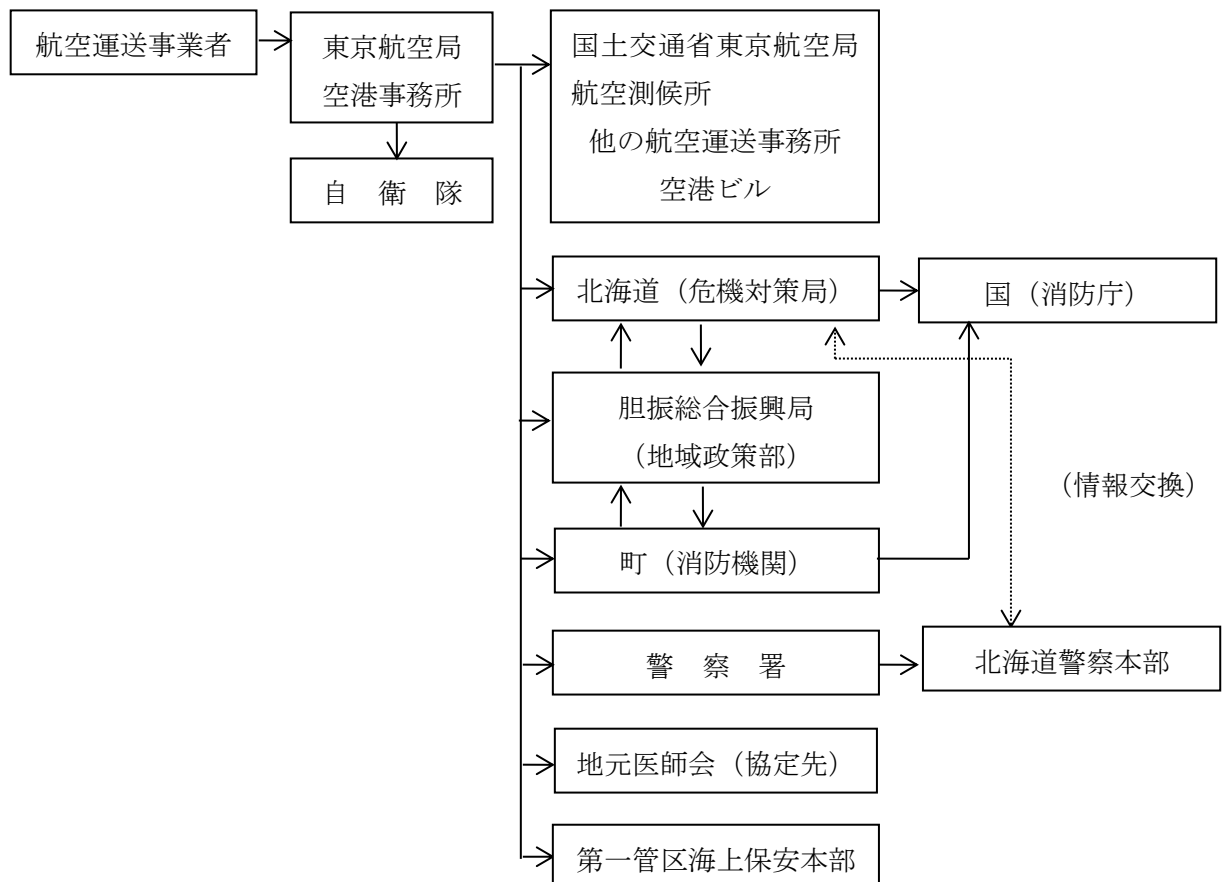 航空運送事業者
東京航空局
空港事務所
自　衛　隊
国土交通省東京航空局
航空測候所
他の航空運送事務所
空港ビル
北海道（危機対策局）
国（消防庁）
胆振総合振興局
（地域政策部）
（情報交換）
町（消防機関）
警　察　署
北海道警察本部
地元医師会（協定先）
第一管区海上保安本部